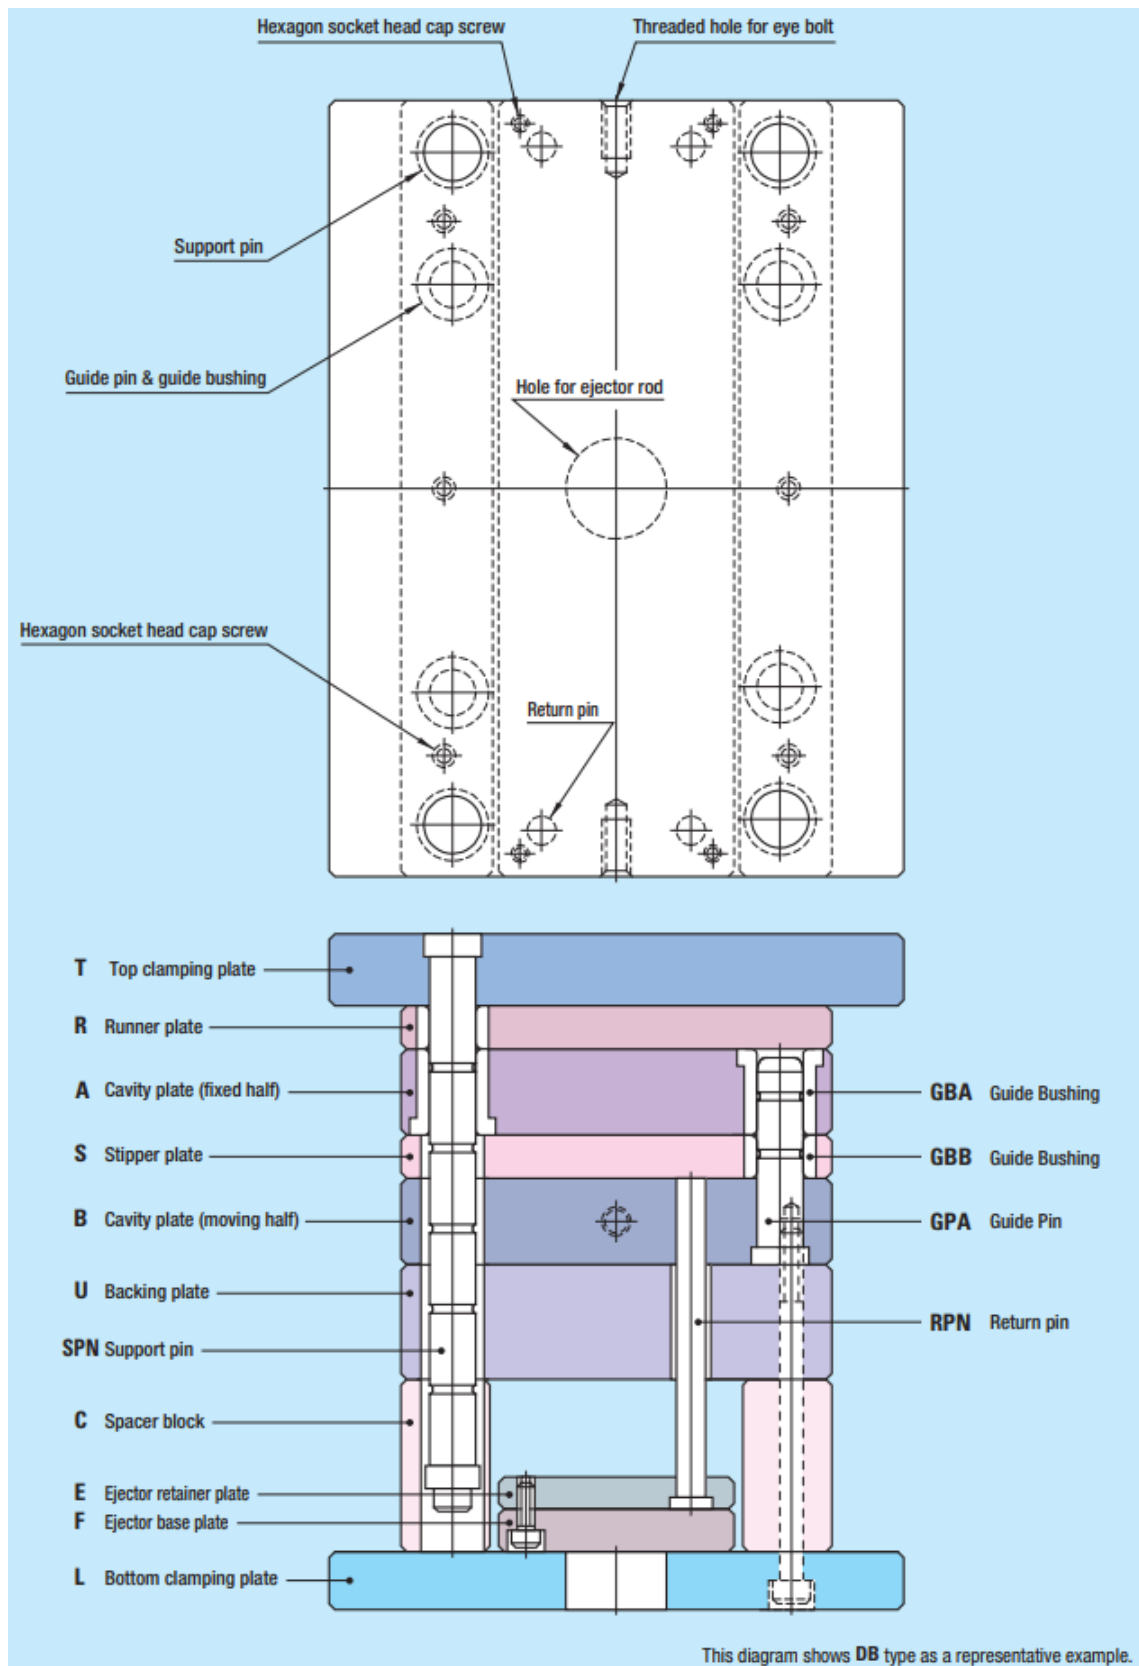 Hexagon socket head cap screw
Threaded hole for eye bolt
Support pin
Guide pin & guide bushing
Hole for ejector rod
Hexagon socket head cap screw
Return pin
T Top clamping plate
R Runner plate
A Cavity plate (fixed half)
GBA Guide Bushing
S Stipper plate
GBB Guide Bushing
B Cavity plate (moving half)
GPA Guide Pin
U Backing plate
RPN Return pin
SPN Support pin
C Spacer block
E Ejector retainer plate
F Ejector base plate
L Bottom clamping plate
This diagram shows DB type as a representative example.